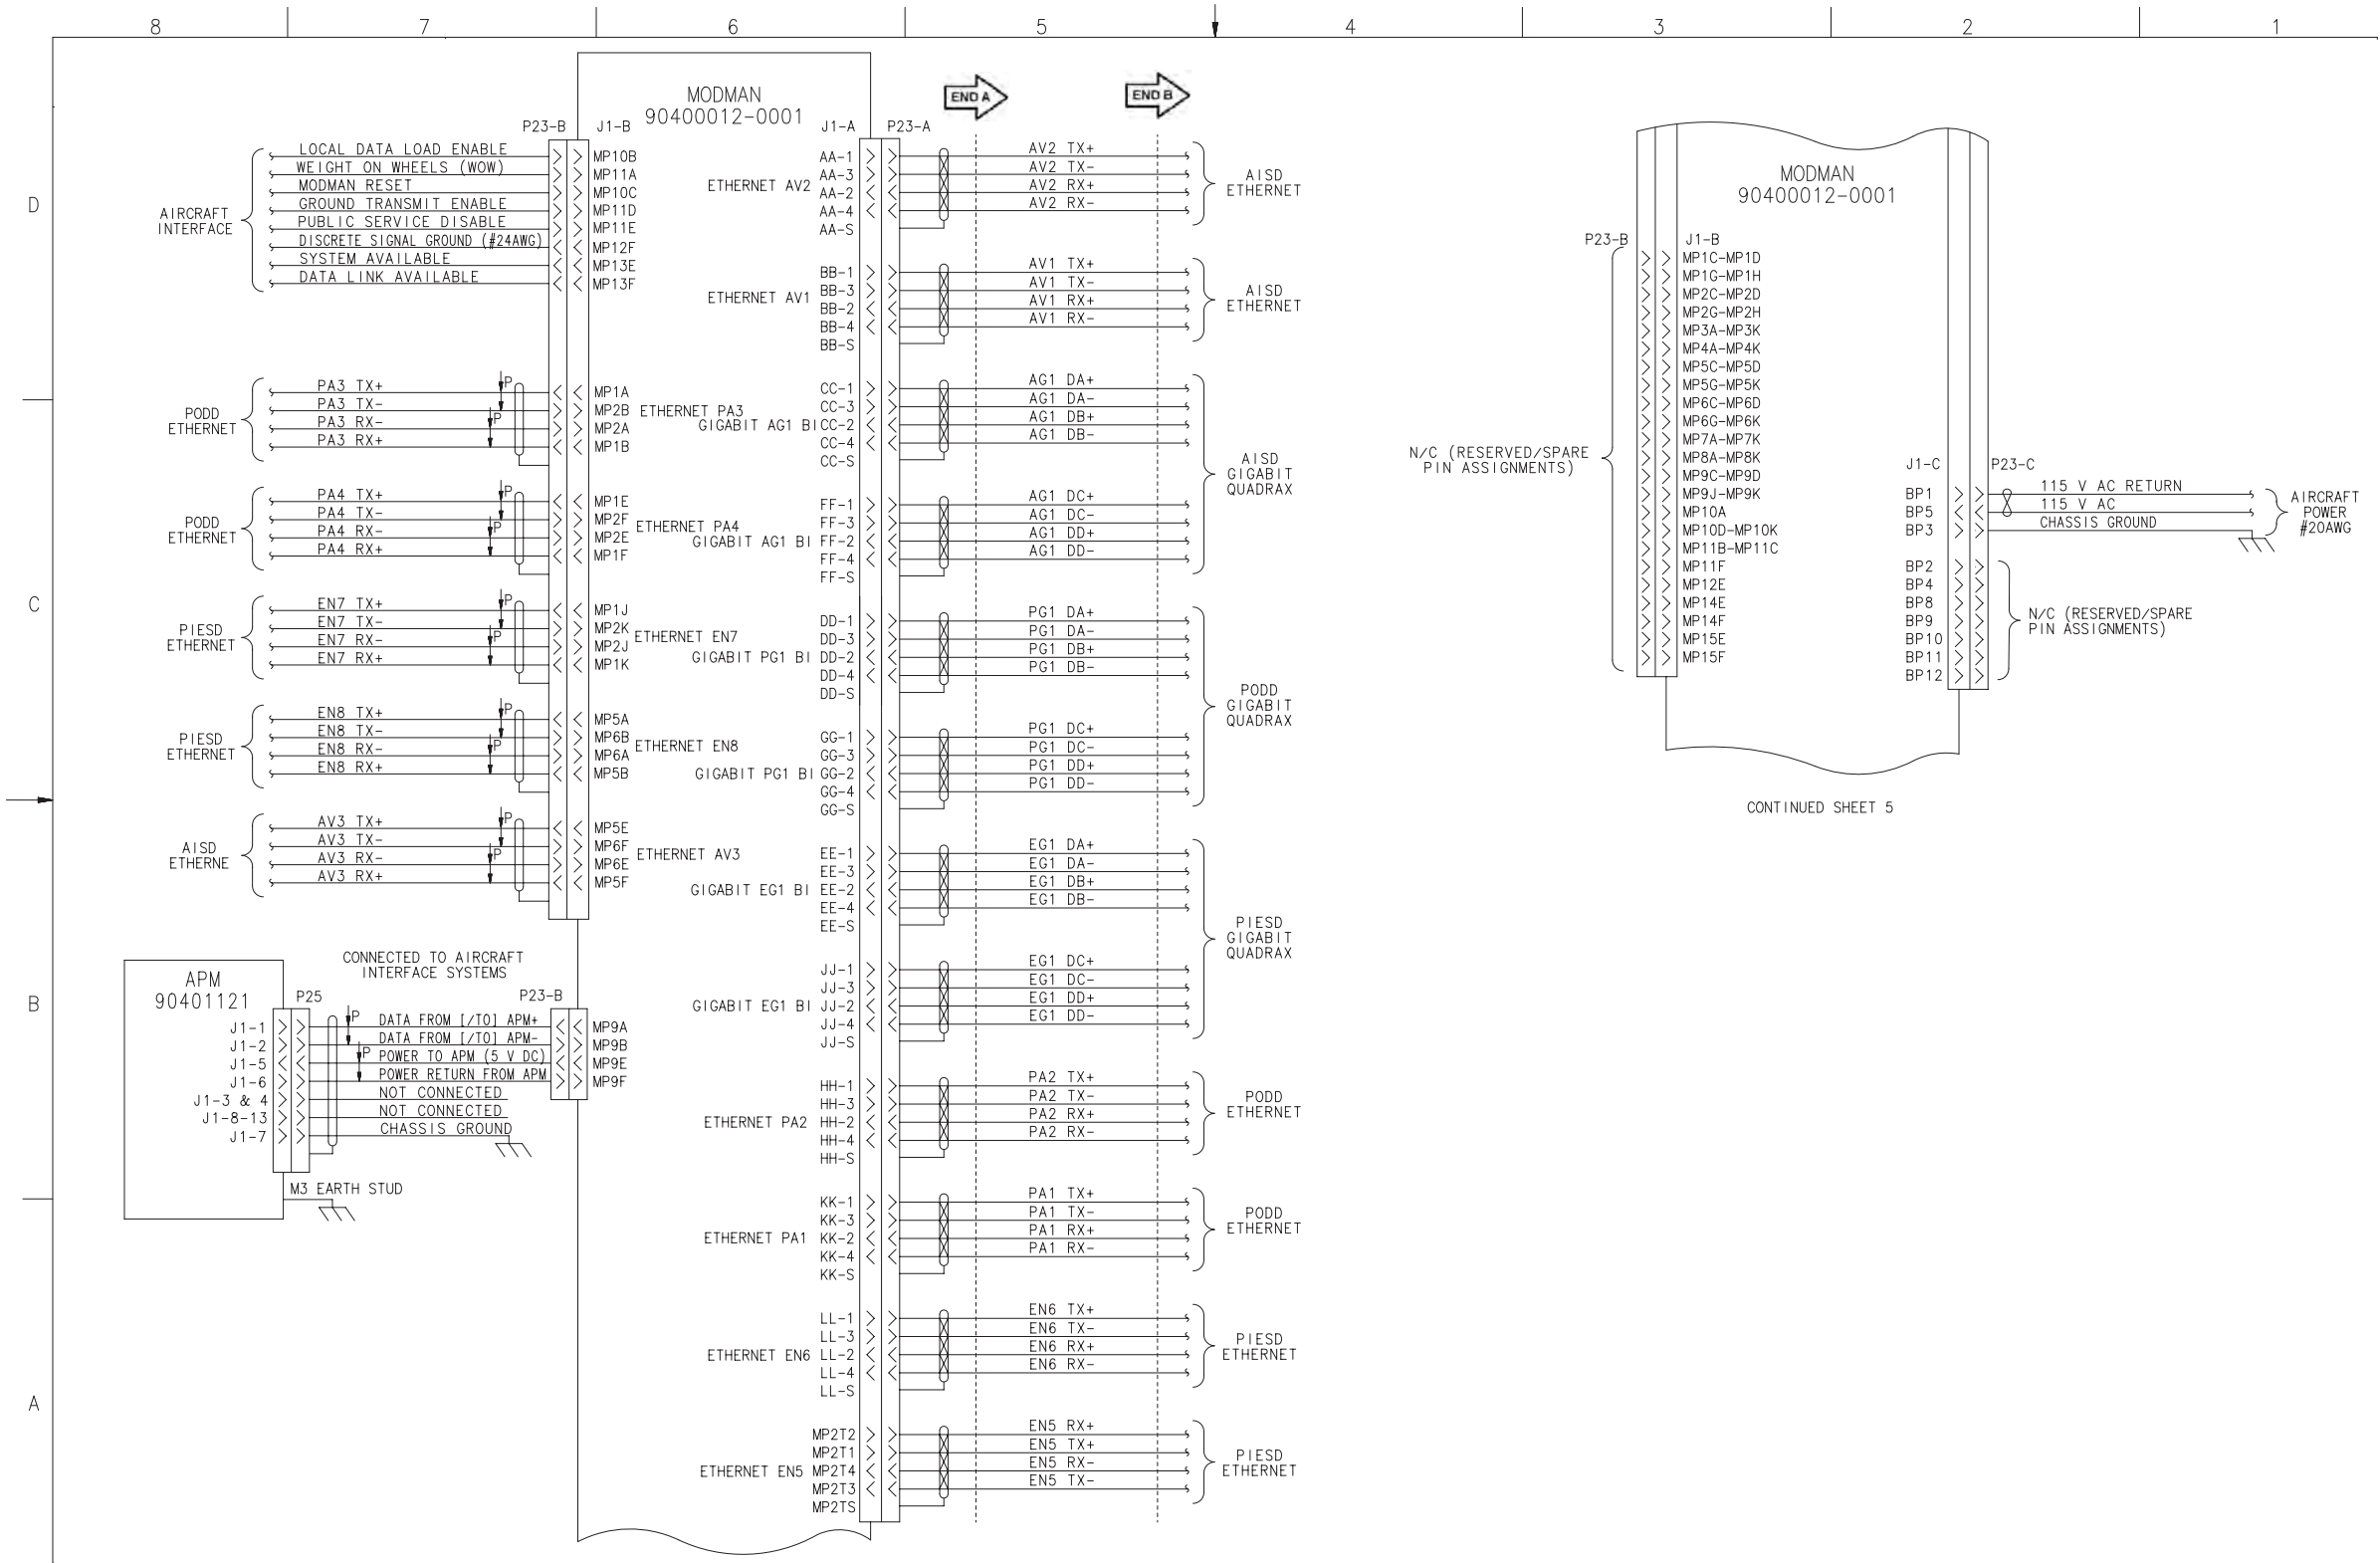 8
7
6
5
4
3
2
1
D
C
B
A
MODMAN
90400012-0001
P23-B
J1-B
J1-A
P23-A
END A
END B
AIRCRAFT
INTERFACE
LOCAL DATA LOAD ENABLE
WEIGHT ON WHEELS (WOW)
MODMAN RESET
GROUND TRANSMIT ENABLE
PUBLIC SERVICE DISABLE
DISCRETE SIGNAL GROUND (#24AWG)
SYSTEM AVAILABLE
DATA LINK AVAILABLE
MP10B
MP11A
MP10C
MP11D
MP11E
MP12F
MP13E
MP13F
PODD
ETHERNET
PA3 TX+
PA3 TX-
PA3 RX-
PA3 RX+
P
P
MP1A
MP2B
MP2A
MP1B
ETHERNET PA3
PODD
ETHERNET
PA4 TX+
PA4 TX-
PA4 RX-
PA4 RX+
P
P
MP1E
MP2F
MP2E
MP1F
ETHERNET PA4
PIESD
ETHERNET
EN7 TX+
EN7 TX-
EN7 RX-
EN7 RX+
P
P
MP1J
MP2K
MP2J
MP1K
ETHERNET EN7
PIESD
ETHERNET
EN8 TX+
EN8 TX-
EN8 RX-
EN8 RX+
P
P
MP5A
MP6B
MP6A
MP5B
ETHERNET EN8
AISD
ETHERNE
AV3 TX+
AV3 TX-
AV3 RX-
AV3 RX+
P
P
MP5E
MP6F
MP6E
MP5F
ETHERNET AV3
CONNECTED TO AIRCRAFT
INTERFACE SYSTEMS
APM
90401121
P25
P23-B
J1-1
J1-2
J1-5
J1-6
J1-3 & 4
J1-8-13
J1-7
P
P
DATA FROM [/TO] APM+
DATA FROM [/TO] APM-
POWER TO APM (5 V DC)
POWER RETURN FROM APM
NOT CONNECTED
NOT CONNECTED
CHASSIS GROUND
MP9A
MP9B
MP9E
MP9F
M3 EARTH STUD
ETHERNET AV2
AA-1
AA-3
AA-2
AA-4
AA-S
AV2 TX+
AV2 TX-
AV2 RX+
AV2 RX-
AISD
ETHERNET
ETHERNET AV1
BB-1
BB-3
BB-2
BB-4
BB-S
AV1 TX+
AV1 TX-
AV1 RX+
AV1 RX-
AISD
ETHERNET
GIGABIT AG1 BI
CC-1
CC-3
CC-2
CC-4
CC-S
AG1 DA+
AG1 DA-
AG1 DB+
AG1 DB-
AISD
GIGABIT
QUADRAX
GIGABIT AG1 BI
FF-1
FF-3
FF-2
FF-4
FF-S
AG1 DC+
AG1 DC-
AG1 DD+
AG1 DD-
GIGABIT PG1 BI
DD-1
DD-3
DD-2
DD-4
DD-S
PG1 DA+
PG1 DA-
PG1 DB+
PG1 DB-
PODD
GIGABIT
QUADRAX
GIGABIT PG1 BI
GG-1
GG-3
GG-2
GG-4
GG-S
PG1 DC+
PG1 DC-
PG1 DD+
PG1 DD-
GIGABIT EG1 BI
EE-1
EE-3
EE-2
EE-4
EE-S
EG1 DA+
EG1 DA-
EG1 DB+
EG1 DB-
PIESD
GIGABIT
QUADRAX
GIGABIT EG1 BI
JJ-1
JJ-3
JJ-2
JJ-4
JJ-S
EG1 DC+
EG1 DC-
EG1 DD+
EG1 DD-
ETHERNET PA2
HH-1
HH-3
HH-2
HH-4
HH-S
PA2 TX+
PA2 TX-
PA2 RX+
PA2 RX-
PODD
ETHERNET
ETHERNET PA1
KK-1
KK-3
KK-2
KK-4
KK-S
PA1 TX+
PA1 TX-
PA1 RX+
PA1 RX-
PODD
ETHERNET
ETHERNET EN6
LL-1
LL-3
LL-2
LL-4
LL-S
EN6 TX+
EN6 TX-
EN6 RX+
EN6 RX-
PIESD
ETHERNET
ETHERNET EN5
MP2T2
MP2T1
MP2T4
MP2T3
MP2TS
EN5 RX+
EN5 TX+
EN5 RX-
EN5 TX-
PIESD
ETHERNET
MODMAN
90400012-0001
P23-B
J1-B
N/C (RESERVED/SPARE
PIN ASSIGNMENTS)
MP1C-MP1D
MP1G-MP1H
MP2C-MP2D
MP2G-MP2H
MP3A-MP3K
MP4A-MP4K
MP5C-MP5D
MP5G-MP5K
MP6C-MP6D
MP6G-MP6K
MP7A-MP7K
MP8A-MP8K
MP9C-MP9D
MP9J-MP9K
MP10A
MP10D-MP10K
MP11B-MP11C
MP11F
MP12E
MP14E
MP14F
MP15E
MP15F
J1-C
P23-C
BP1
BP5
BP3
115 V AC RETURN
115 V AC
CHASSIS GROUND
AIRCRAFT
POWER
#20AWG
BP2
BP4
BP8
BP9
BP10
BP11
BP12
N/C (RESERVED/SPARE
PIN ASSIGNMENTS)
CONTINUED SHEET 5